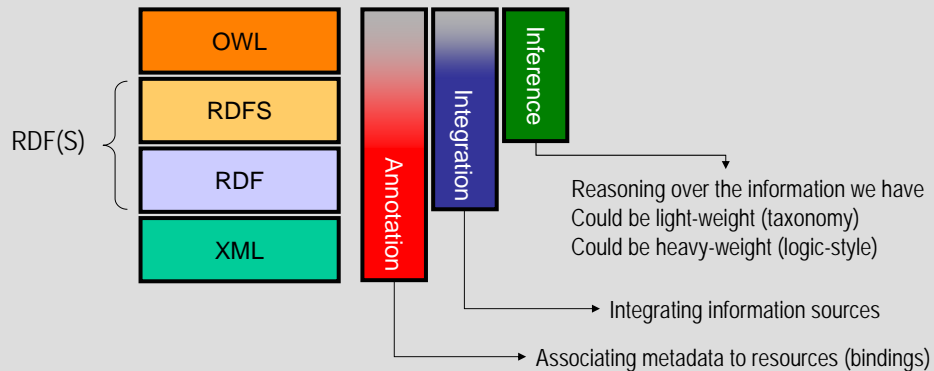 OWL
RDFS
RDF(S)
RDF
XML
Annotation
Integration
Inference
Reasoning over the information we have
Could be light-weight (taxonomy)
Could be heavy-weight (logic-style)
Integrating information sources
Associating metadata to resources (bindings)